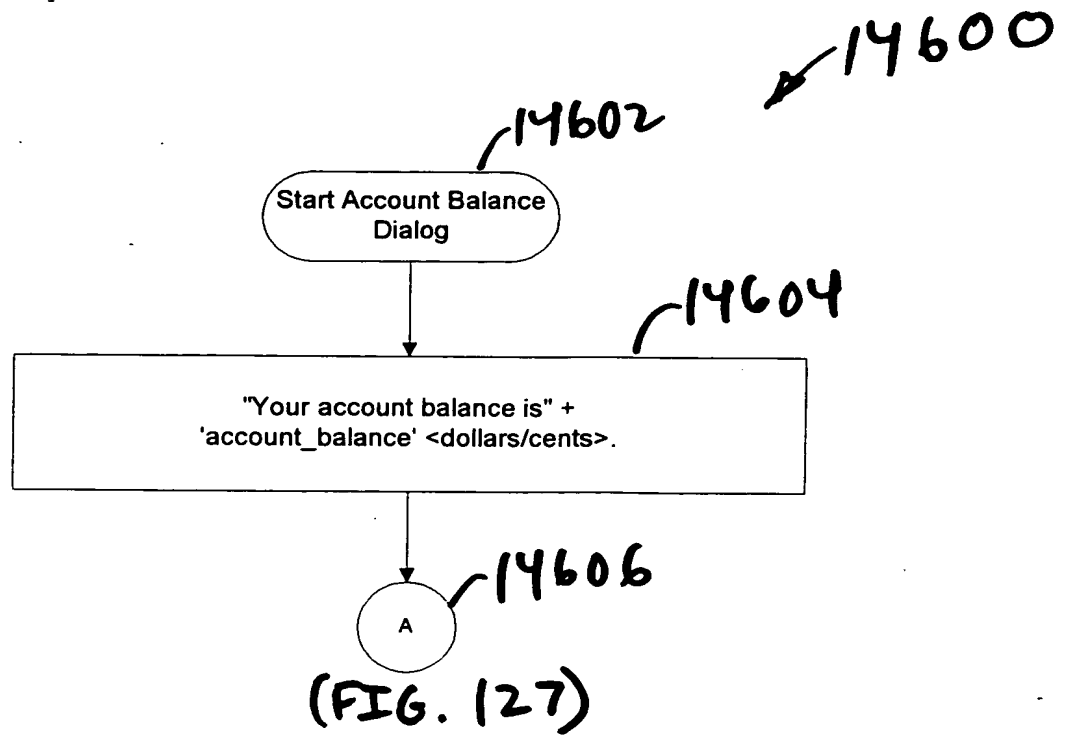 14600
14602
Start Account Balance
Dialog
14604
"Your account balance is" +
'account_balance' <dollars/cents>.
14606
A
(FIG. 127)